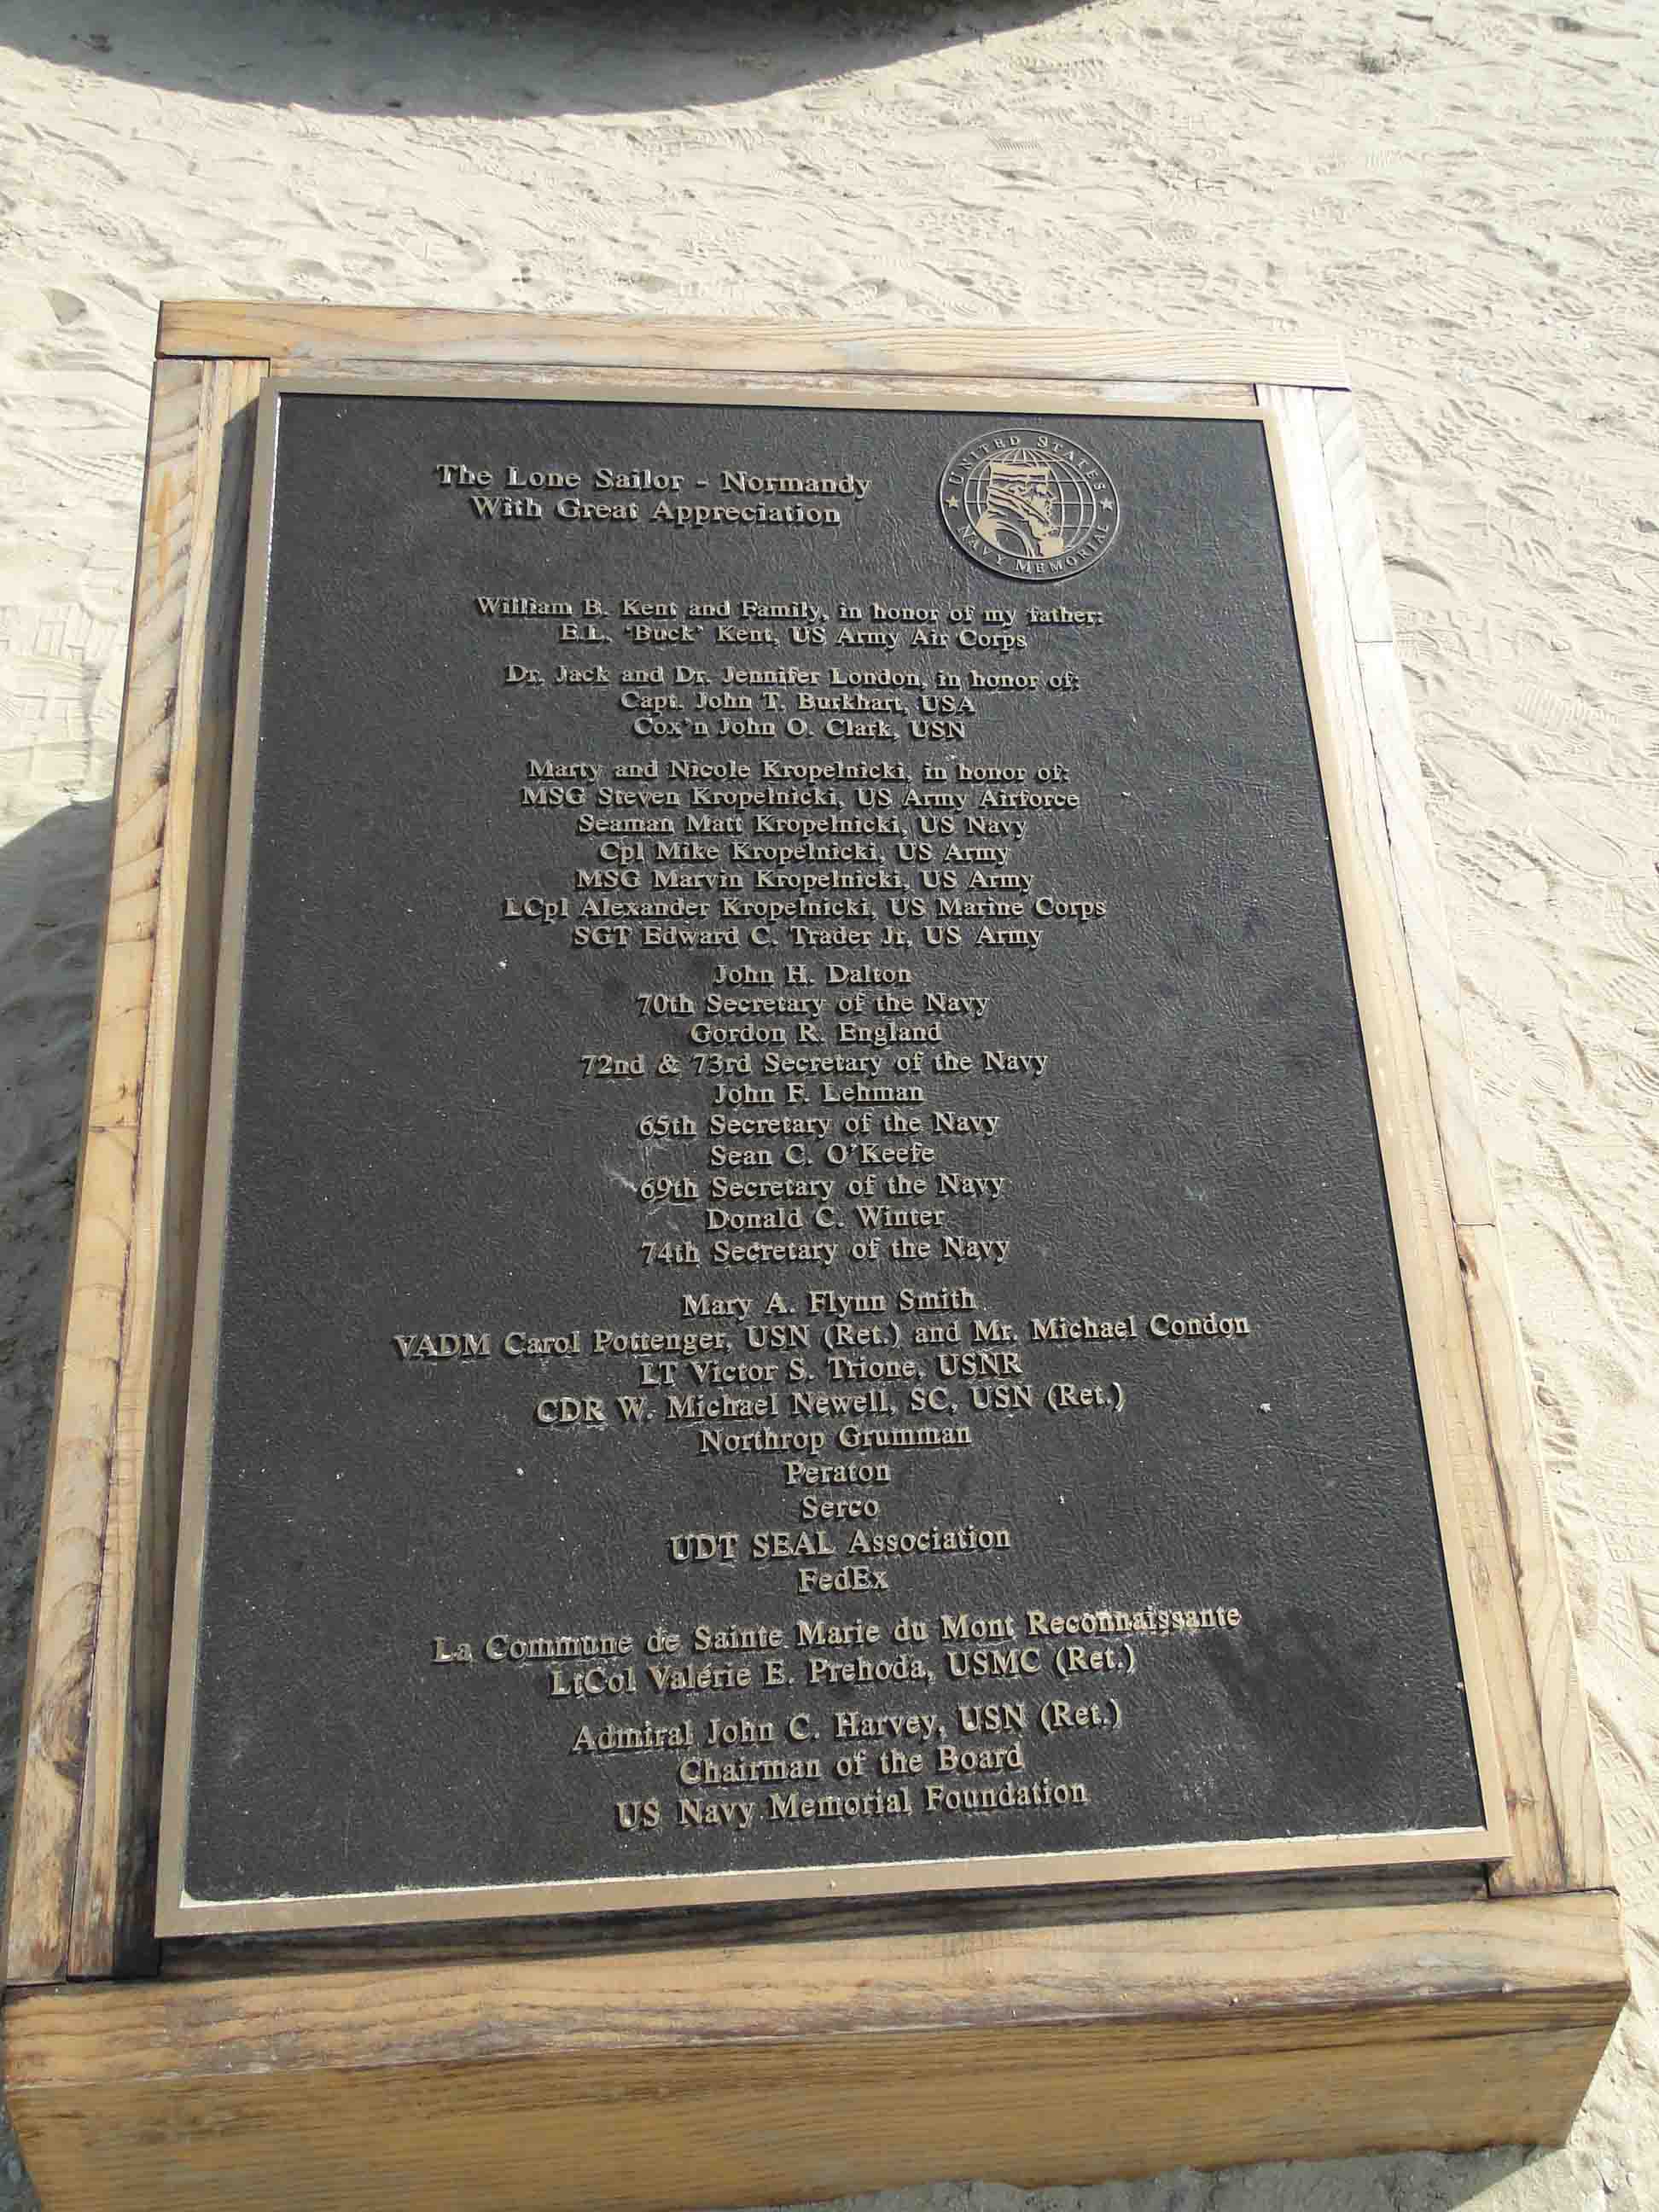 The Lone Sailor - Normandy
With Great Appreciation
UNITED STATES
NAVY MEMORIAL
William B. Kent and Family, in honor of my father:
E.L. 'Buck' Kent, US Army Air Corps
Dr. Jack and Dr. Jennifer London, in honor of:
Capt. John T. Burkhart, USA
Cox'n John O. Clark, USN
Marty and Nicole Kropelnicki, in honor of:
MSG Steven Kropelnicki, US Army Airforce
Seaman Matt Kropelnicki, US Navy
Cpl Mike Kropelnicki, US Army
MSG Marvin Kropelnicki, US Army
LCpl Alexander Kropelnicki, US Marine Corps
SGT Edward C. Trader Jr, US Army
John H. Dalton
70th Secretary of the Navy
Gordon R. England
72nd & 73rd Secretary of the Navy
John F. Lehman
65th Secretary of the Navy
Sean C. O'Keefe
69th Secretary of the Navy
Donald C. Winter
74th Secretary of the Navy
Mary A. Flynn Smith
VADM Carol Pottenger, USN (Ret.) and Mr. Michael Condon
LT Victor S. Trione, USNR
CDR W. Michael Newell, SC, USN (Ret.)
Northrop Grumman
Peraton
Serco
UDT SEAL Association
FedEx
La Commune de Sainte Marie du Mont Reconnaissante
LtCol Valérie E. Prehoda, USMC (Ret.)
Admiral John C. Harvey, USN (Ret.)
Chairman of the Board
US Navy Memorial Foundation